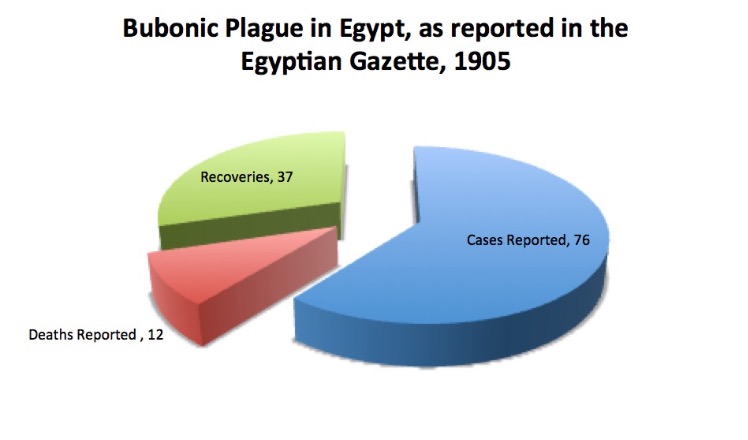 Bubonic Plague in Egypt, as reported in the
Egyptian Gazette, 1905
Recoveries, 37
Cases Reported, 76
Deaths Reported , 12